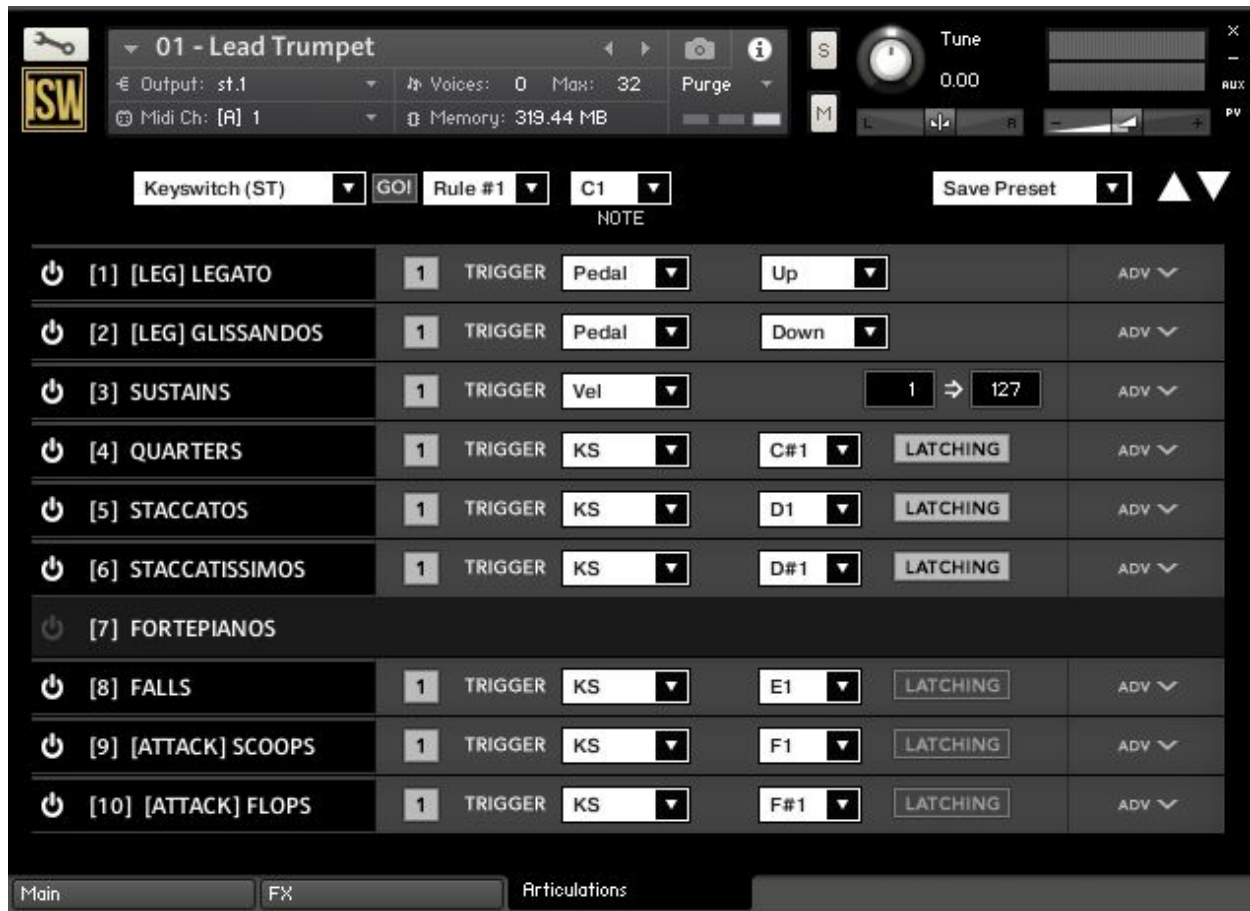 01 - Lead Trumpet
S
Tune
0.00
×
–
AUX
PV
ISW
Output: st.1
Voices: 0 Max: 32
Purge
Midi Ch: [A] 1
Memory: 319.44 MB
M
L R
- +
Keyswitch (ST) GO! Rule #1 C1 Save Preset
NOTE
[1] [LEG] LEGATO 1 TRIGGER Pedal Up ADV
[2] [LEG] GLISSANDOS 1 TRIGGER Pedal Down ADV
[3] SUSTAINS 1 TRIGGER Vel 1 ⇒ 127 ADV
[4] QUARTERS 1 TRIGGER KS C#1 LATCHING ADV
[5] STACCATOS 1 TRIGGER KS D1 LATCHING ADV
[6] STACCATISSIMOS 1 TRIGGER KS D#1 LATCHING ADV
[7] FORTEPIANOS
[8] FALLS 1 TRIGGER KS E1 LATCHING ADV
[9] [ATTACK] SCOOPS 1 TRIGGER KS F1 LATCHING ADV
[10] [ATTACK] FLOPS 1 TRIGGER KS F#1 LATCHING ADV
Main FX Articulations